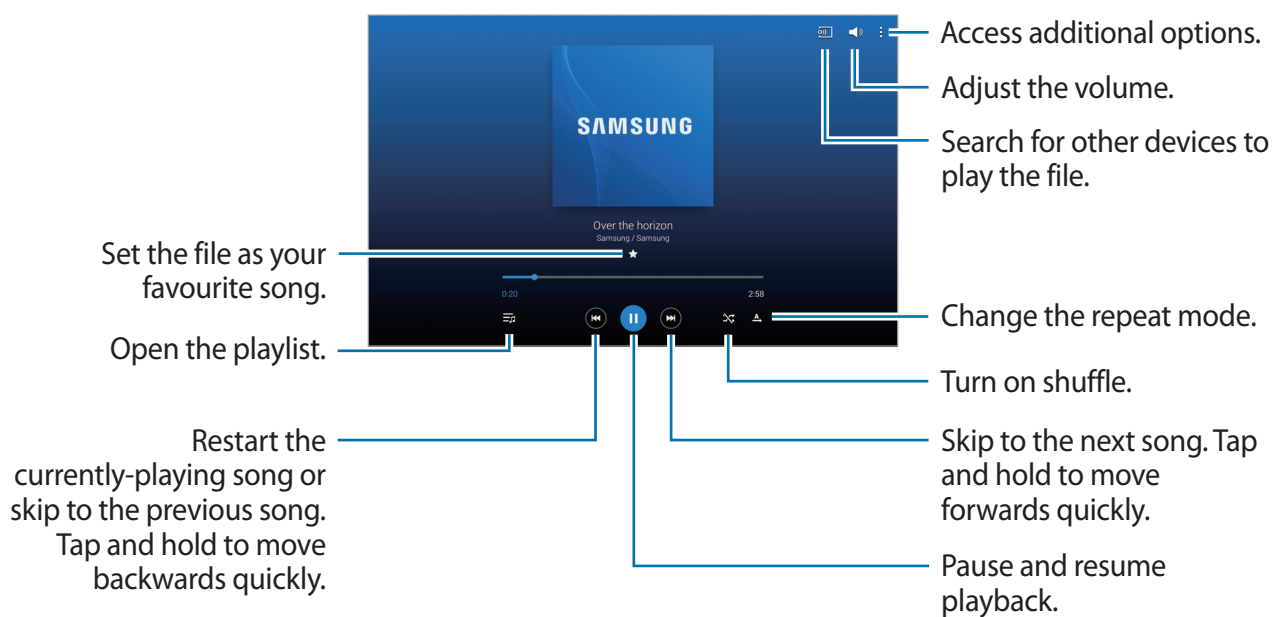 Access additional options.
Adjust the volume.
Search for other devices to
play the file.
SAMSUNG
Over the horizon
Samsung / Samsung
Set the file as your
favourite song.
0:20
2:58
Open the playlist.
A
Change the repeat mode.
Turn on shuffle.
Restart the
currently-playing song or
skip to the previous song.
Tap and hold to move
backwards quickly.
Skip to the next song. Tap
and hold to move
forwards quickly.
Pause and resume
playback.